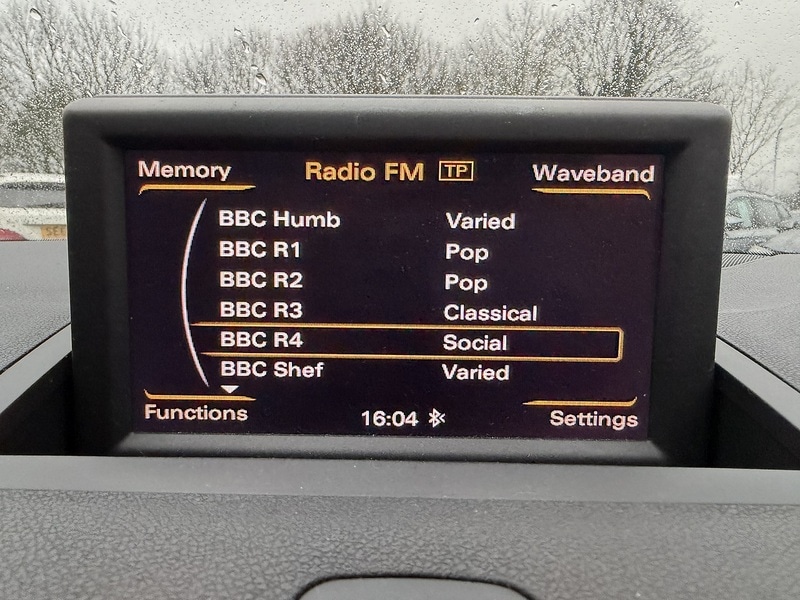 Memory Radio FM TP Waveband
BBC Humb Varied
BBC R1 Pop
BBC R2 Pop
BBC R3 Classical
BBC R4 Social
BBC Shef Varied
Functions 16:04 Settings